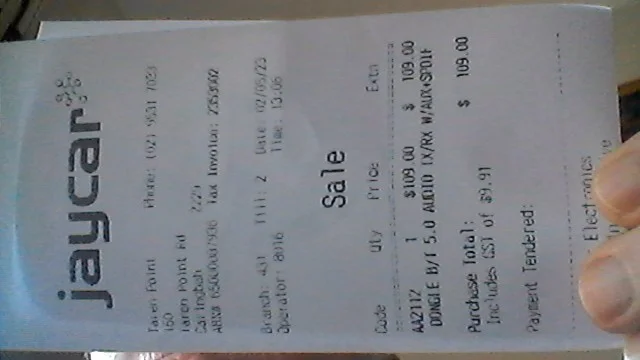 jaycar
Taren Point Phone: (02) 9531 7033
160
Taren Point Rd
Caringbah 2229
ABN# Tax Invoice:
Branch: Till: 2 Date: 02/05/23
Operator: 8016 Time: 13:06
Sale
Code Qty Price Extn
AA2112 1 $109.00 $ 109.00
DONGLE B/T 5.0 AUDIO TX/RX W/AUX+SPDIF
Purchase Total: $ 109.00
Includes GST of $9.91
Payment Tendered:
Electronics